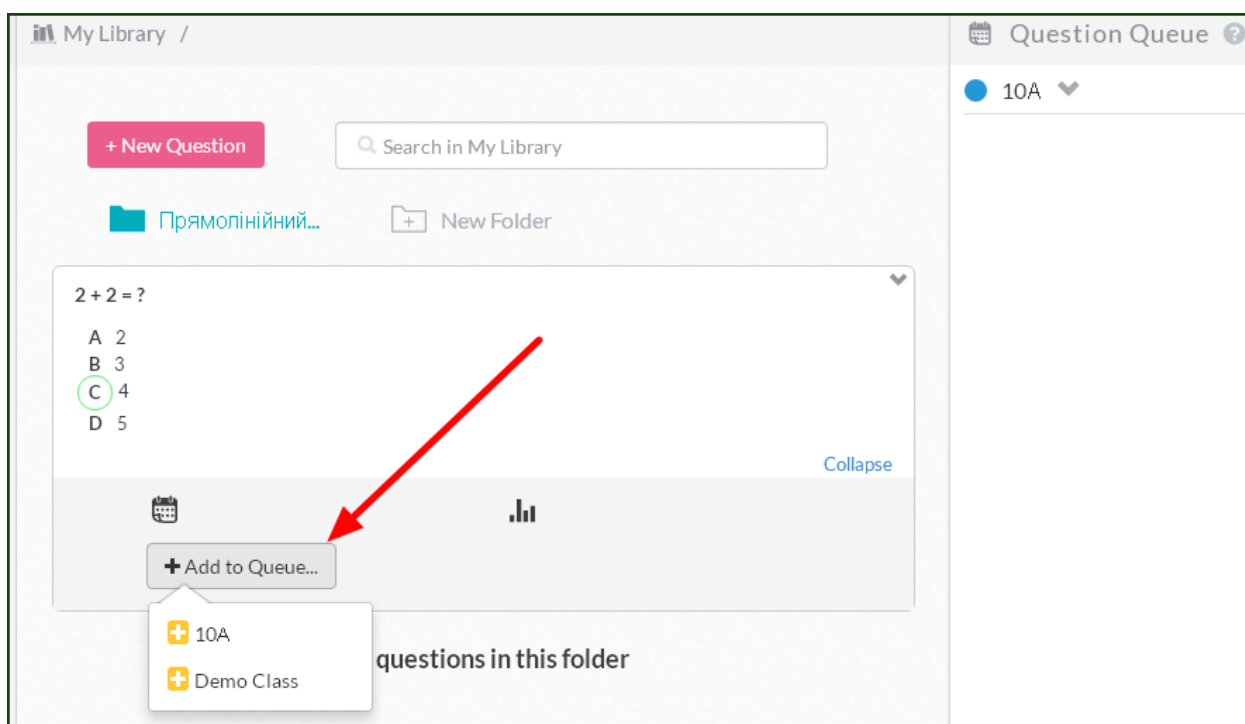 My Library /
+ New Question
Search in My Library
Прямолінійний...
New Folder
2 + 2 = ?
A 2
B 3
C 4
D 5
Collapse
Add to Queue...
10A
Demo Class
questions in this folder
Question Queue ?
10A